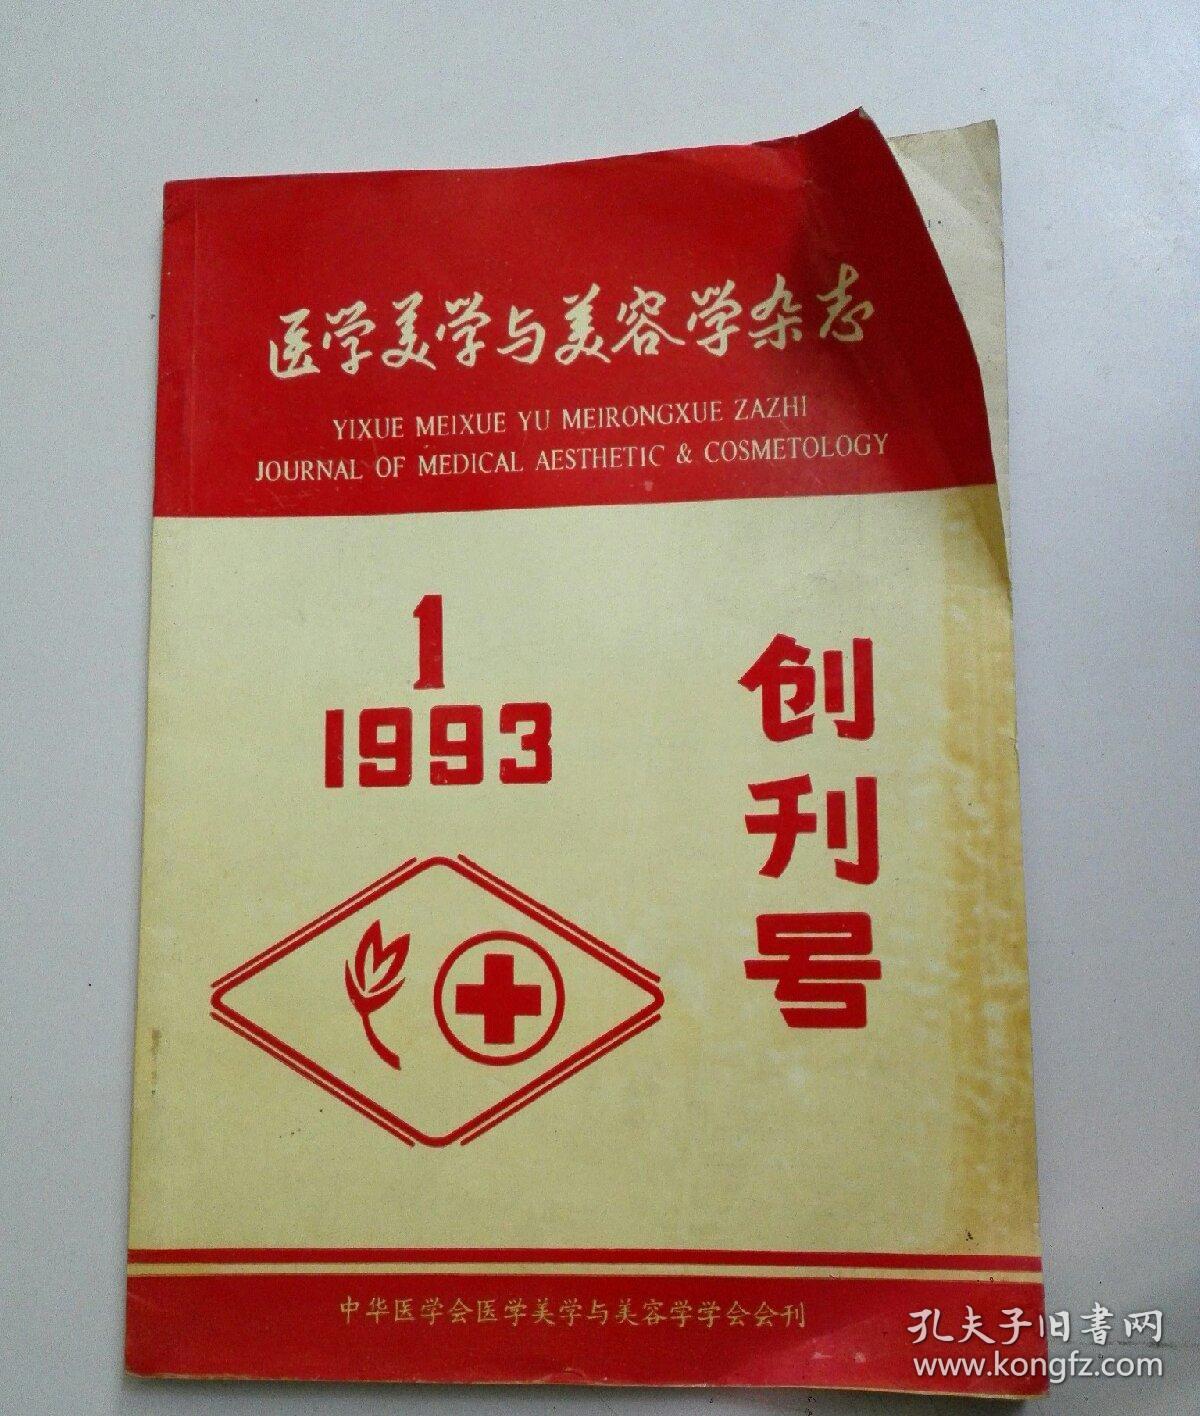 医学美学与美容学杂志
YIXUE MEIXUE YU MEIRONGXUE ZAZHI
JOURNAL OF MEDICAL AESTHETIC & COSMETOLOGY
1
1993
创刊号
中华医学会医学美学与美容学学会会刊
孔夫子旧书网
www.kongfz.com